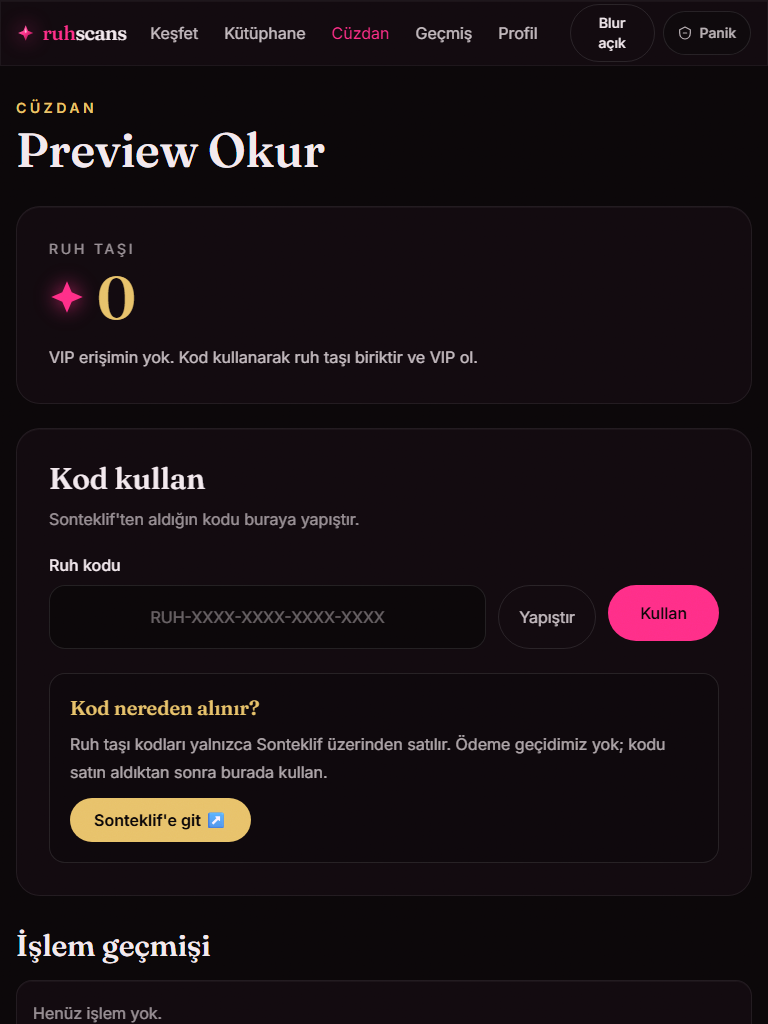 ruhscans Keşfet Kütüphane Cüzdan Geçmiş Profil Blur açık Panik
CÜZDAN
Preview Okur
RUH TAŞI
0
VIP erişimin yok. Kod kullanarak ruh taşı biriktir ve VIP ol.
Kod kullan
Sonteklif'ten aldığın kodu buraya yapıştır.
Ruh kodu
RUH-XXXX-XXXX-XXXX-XXXX Yapıştır Kullan
Kod nereden alınır?
Ruh taşı kodları yalnızca Sonteklif üzerinden satılır. Ödeme geçidimiz yok; kodu
satın aldıktan sonra burada kullan.
Sonteklif'e git ↗
İşlem geçmişi
Henüz işlem yok.